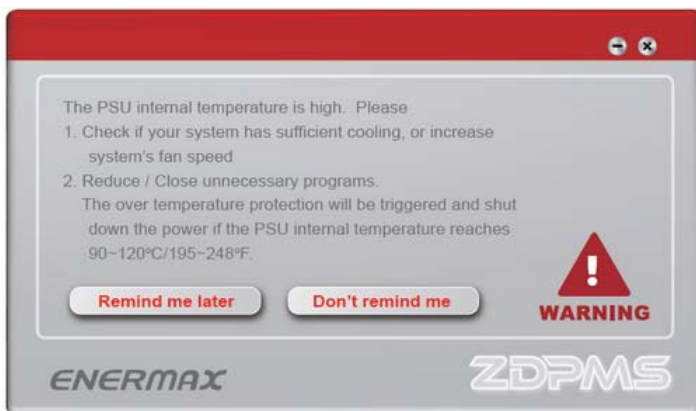 The PSU internal temperature is high. Please
1. Check if your system has sufficient cooling, or increase
system's fan speed
2. Reduce / Close unnecessary programs.
The over temperature protection will be triggered and shut
down the power if the PSU internal temperature reaches
90~120ºC/195~248ºF.
Remind me later
Don't remind me
!
WARNING
ENERMAX
ZDPMS